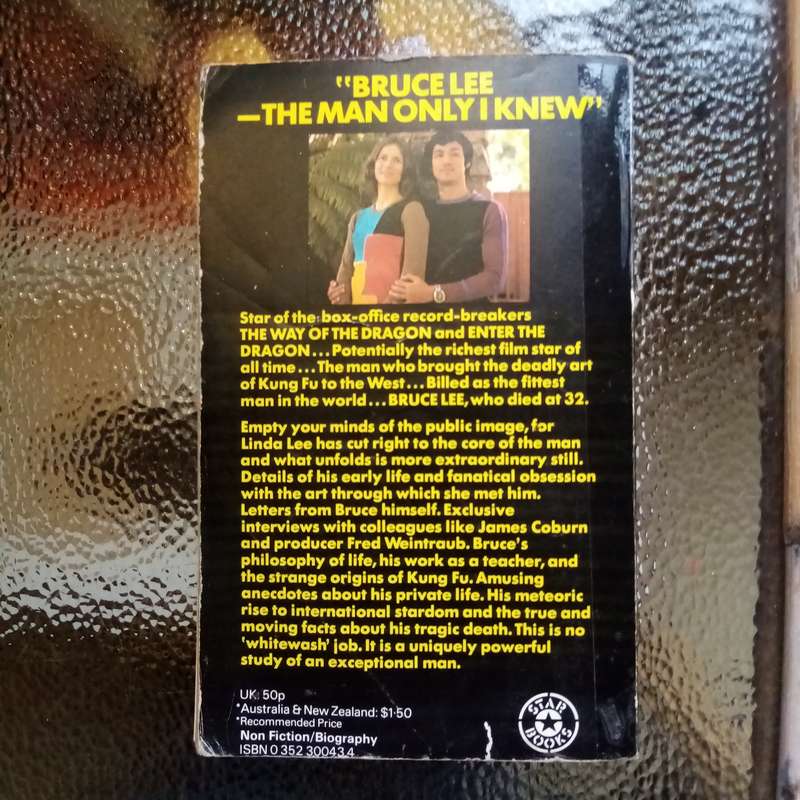 "BRUCE LEE
—THE MAN ONLY I KNEW"
Star of the box-office record-breakers
THE WAY OF THE DRAGON and ENTER THE
DRAGON...Potentially the richest film star of
all time...The man who brought the deadly art
of Kung Fu to the West...Billed as the fittest
man in the world...BRUCE LEE, who died at 32.
Empty your minds of the public image, for
Linda Lee has cut right to the core of the man
and what unfolds is more extraordinary still.
Details of his early life and fanatical obsession
with the art through which she met him.
Letters from Bruce himself. Exclusive
interviews with colleagues like James Coburn
and producer Fred Weintraub. Bruce's
philosophy of life, his work as a teacher, and
the strange origins of Kung Fu. Amusing
anecdotes about his private life. His meteoric
rise to international stardom and the true and
moving facts about his tragic death. This is no
'whitewash' job. It is a uniquely powerful
study of an exceptional man.
UK: 50p
*Australia & New Zealand: $1·50
*Recommended Price
Non Fiction/Biography
ISBN 0 352 30043 4
STAR
BOOKS